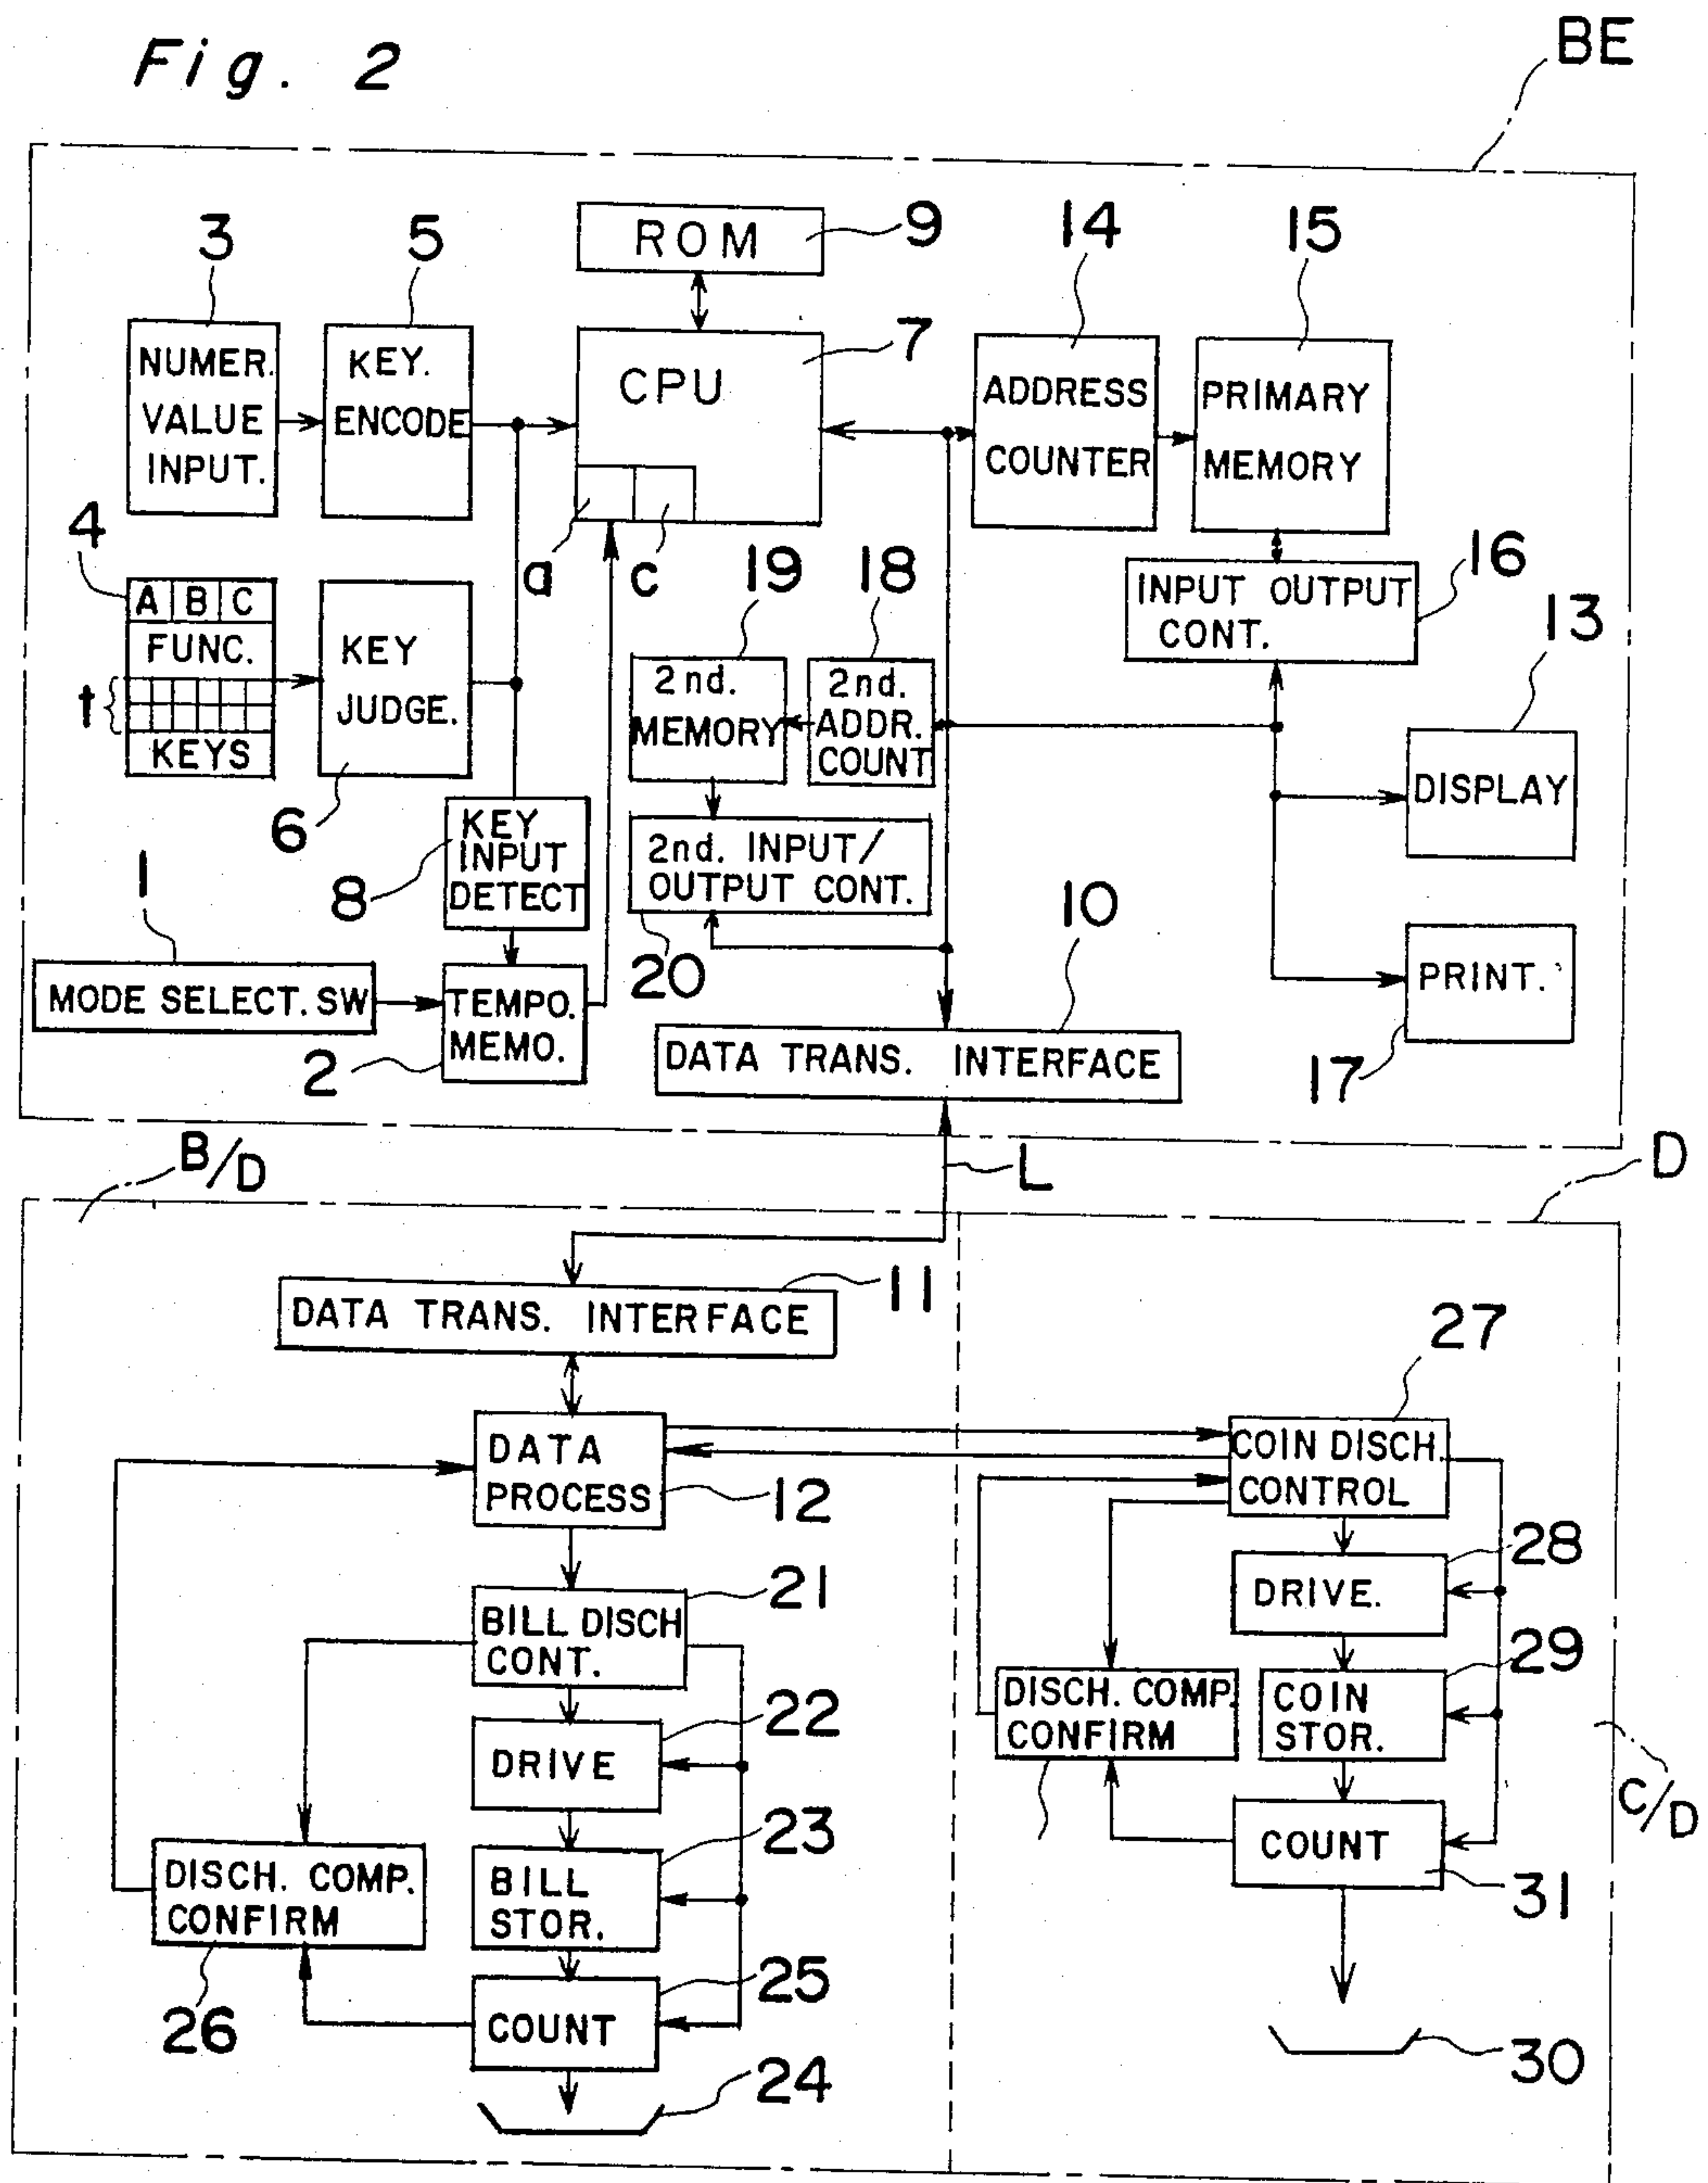 Fig. 2
BE
3
5
ROM
9
14
15
NUMER.
VALUE
INPUT.
KEY.
ENCODE
CPU
7
ADDRESS
COUNTER
PRIMARY
MEMORY
4
A B C
FUNC.
t
KEYS
KEY
JUDGE.
6
a
c
19
18
INPUT OUTPUT
CONT.
16
13
2nd.
MEMORY
2nd.
ADDR.
COUNT
DISPLAY
KEY
INPUT
DETECT
8
2nd. INPUT/
OUTPUT CONT.
20
10
1
MODE SELECT. SW
TEMPO.
MEMO.
2
PRINT.
17
DATA TRANS. INTERFACE
B/D
L
D
11
DATA TRANS. INTERFACE
27
DATA
PROCESS
12
COIN DISCH.
CONTROL
21
BILL DISCH
CONT.
28
DRIVE.
22
DRIVE
29
DISCH. COMP.
CONFIRM
COIN
STOR.
C/D
23
BILL
STOR.
COUNT
31
DISCH. COMP.
CONFIRM
26
25
COUNT
24
30